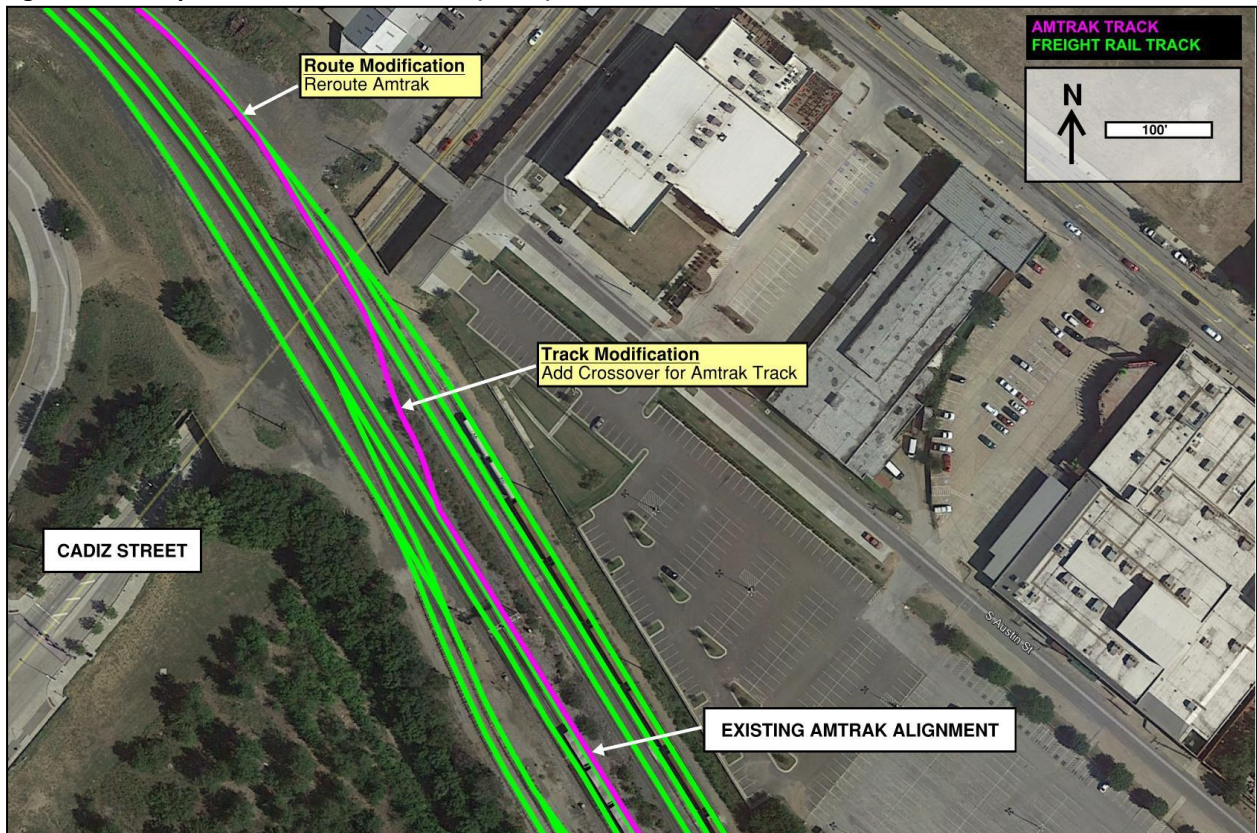 AMTRAK TRACK
FREIGHT RAIL TRACK
Route Modification
Reroute Amtrak
N
100'
Track Modification
Add Crossover for Amtrak Track
CADIZ STREET
S Austin St
EXISTING AMTRAK ALIGNMENT